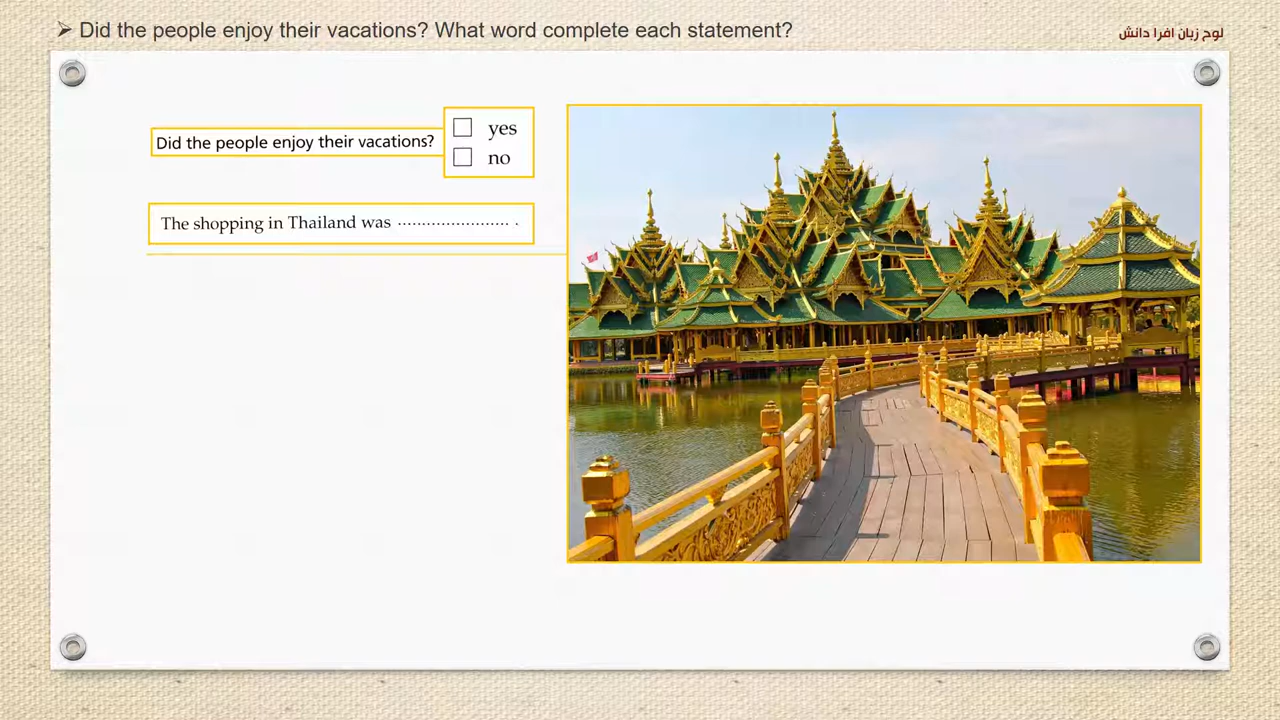 ➢ Did the people enjoy their vacations? What word complete each statement?
لوح زبان افرا دانش
Did the people enjoy their vacations?
☐ yes
☐ no
The shopping in Thailand was ....................... .